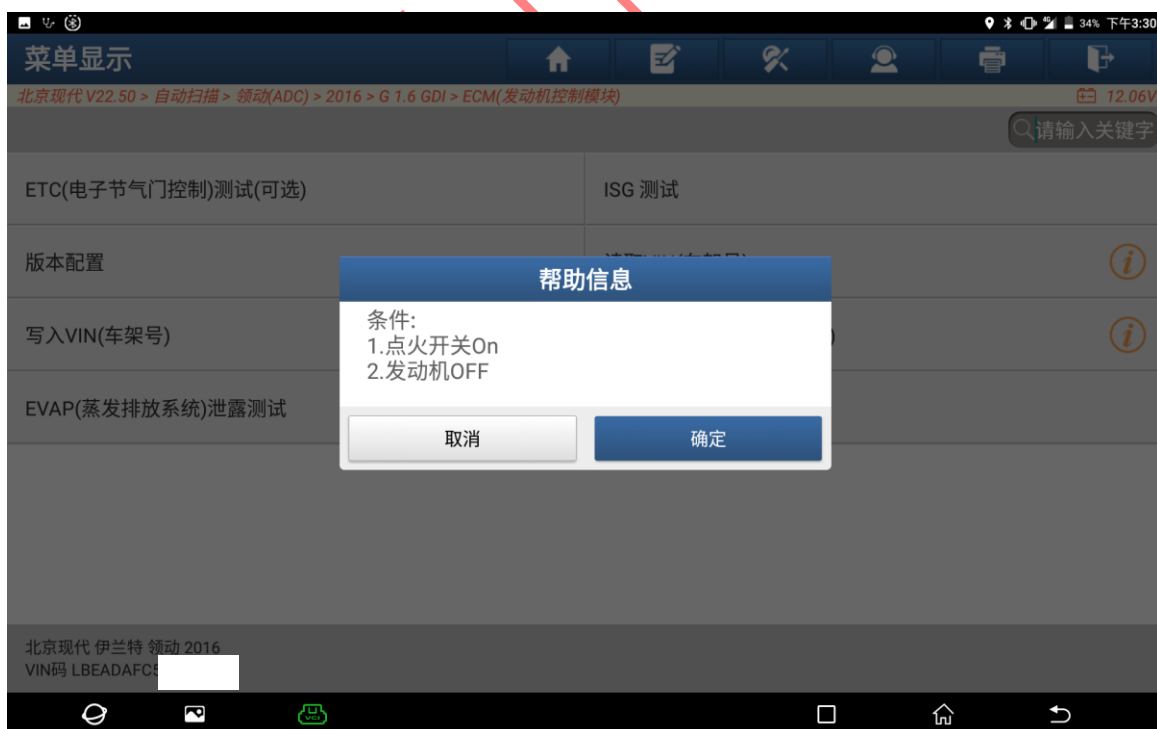 34% 下午3:30
菜单显示
北京现代 V22.50 > 自动扫描 > 领动(ADC) > 2016 > G 1.6 GDI > ECM(发动机控制模块)
12.06V
请输入关键字
ETC(电子节气门控制)测试(可选)
ISG 测试
版本配置
帮助信息
写入VIN(车架号)
条件:
1.点火开关On
2.发动机OFF
EVAP(蒸发排放系统)泄露测试
取消
确定
北京现代 伊兰特 领动 2016
VIN码 LBEADAFC
VCI